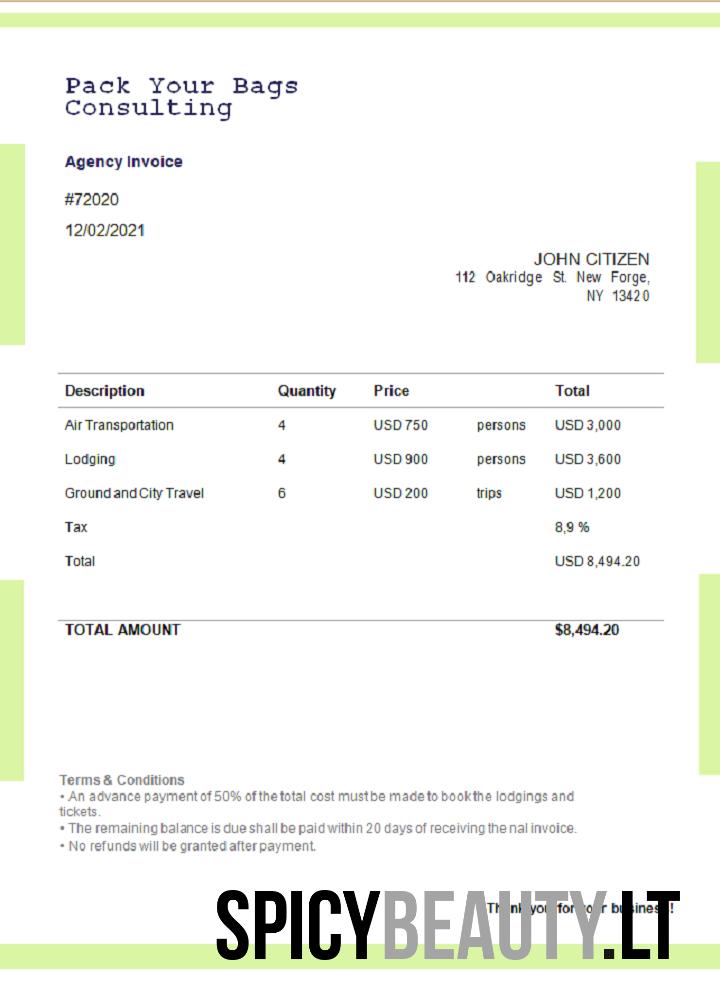 Pack Your Bags
Consulting
Agency Invoice
#72020
12/02/2021
JOHN CITIZEN
112 Oakridge St. New Forge,
NY 13420
Description Quantity Price Total
Air Transportation 4 USD 750 persons USD 3,000
Lodging 4 USD 900 persons USD 3,600
Ground and City Travel 6 USD 200 trips USD 1,200
Tax 8,9 %
Total USD 8,494.20
TOTAL AMOUNT $8,494.20
Terms & Conditions
• An advance payment of 50% of the total cost must be made to book the lodgings and
tickets.
• The remaining balance is due shall be paid within 20 days of receiving the nal invoice.
• No refunds will be granted after payment.
Thank you for your business!
SPICYBEAUTY.LT